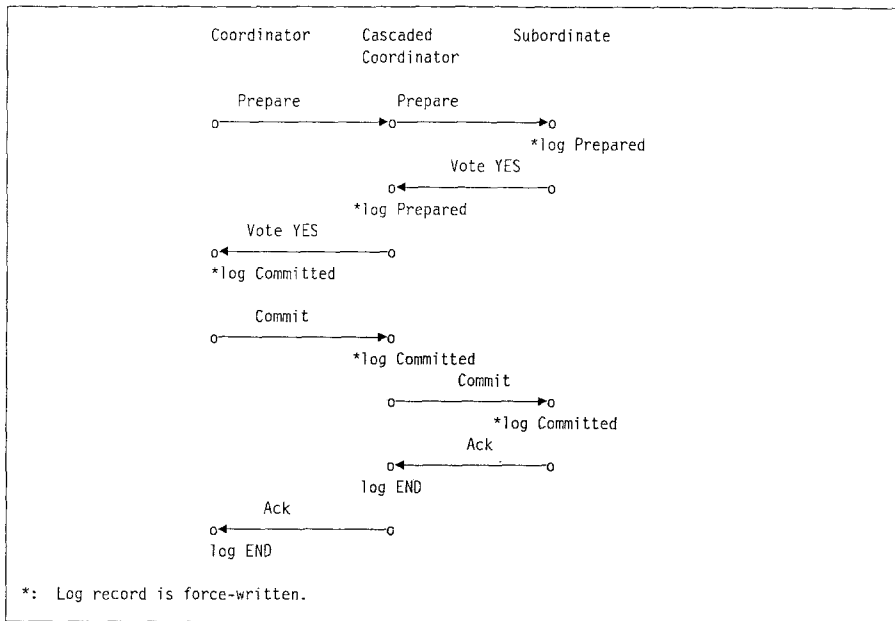 Coordinator Cascaded Subordinate
Coordinator
Prepare Prepare
*log Prepared
Vote YES
*log Prepared
Vote YES
*log Committed
Commit
*log Committed
Commit
*log Committed
Ack
log END
Ack
log END
*: Log record is force-written.